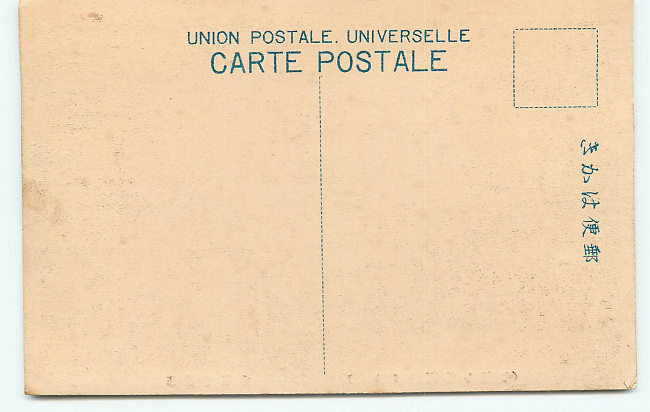 UNION POSTALE. UNIVERSELLE
CARTE POSTALE
郵便はかき